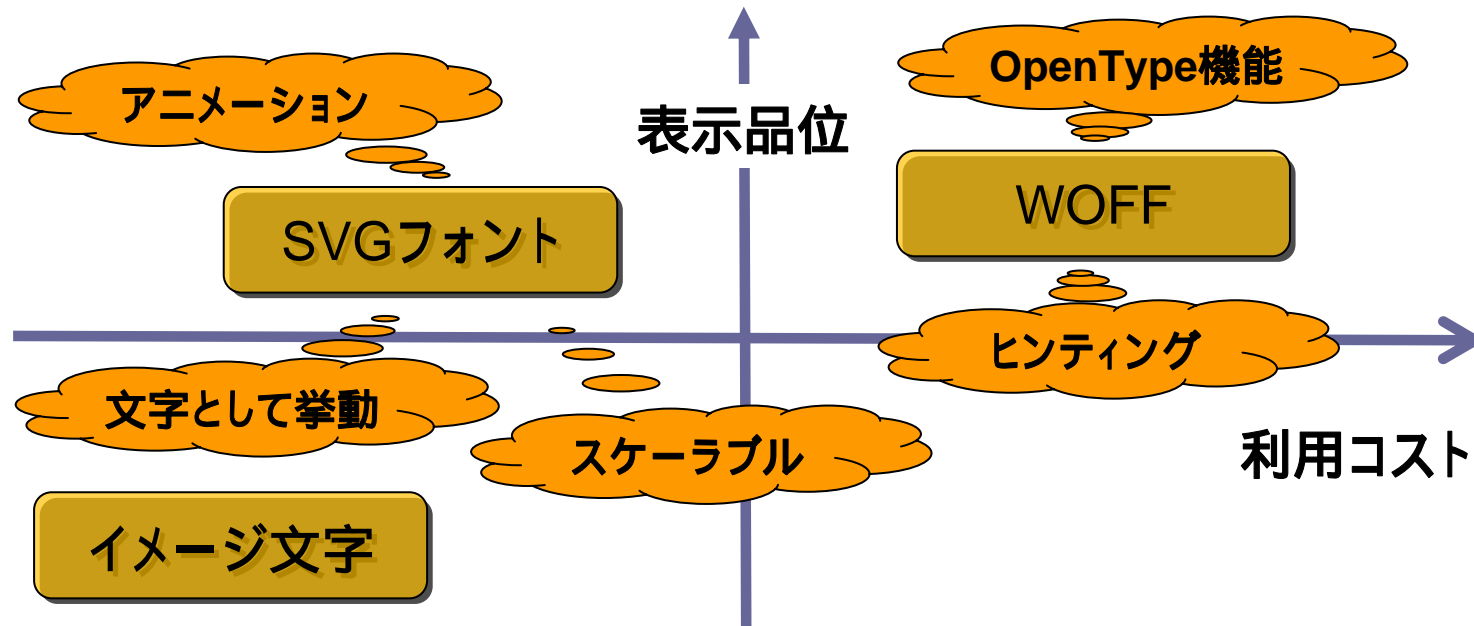 アニメーション
OpenType機能
表示品位
SVGフォント
WOFF
ヒンティング
文字として挙動
スケーラブル
利用コスト
イメージ文字